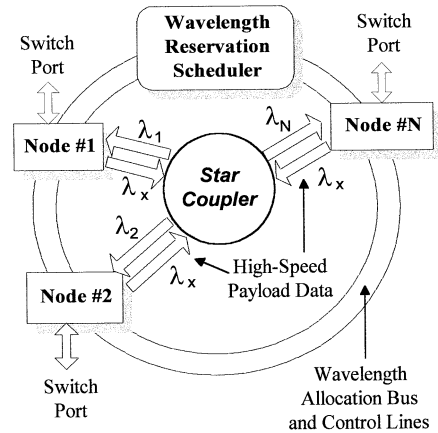 Wavelength
Reservation
Scheduler
Switch
Port
Switch
Port
Node #1
Node #N
λ1
λx
λN
λx
Star
Coupler
λ2
λx
Node #2
High-Speed
Payload Data
Switch
Port
Wavelength
Allocation Bus
and Control Lines